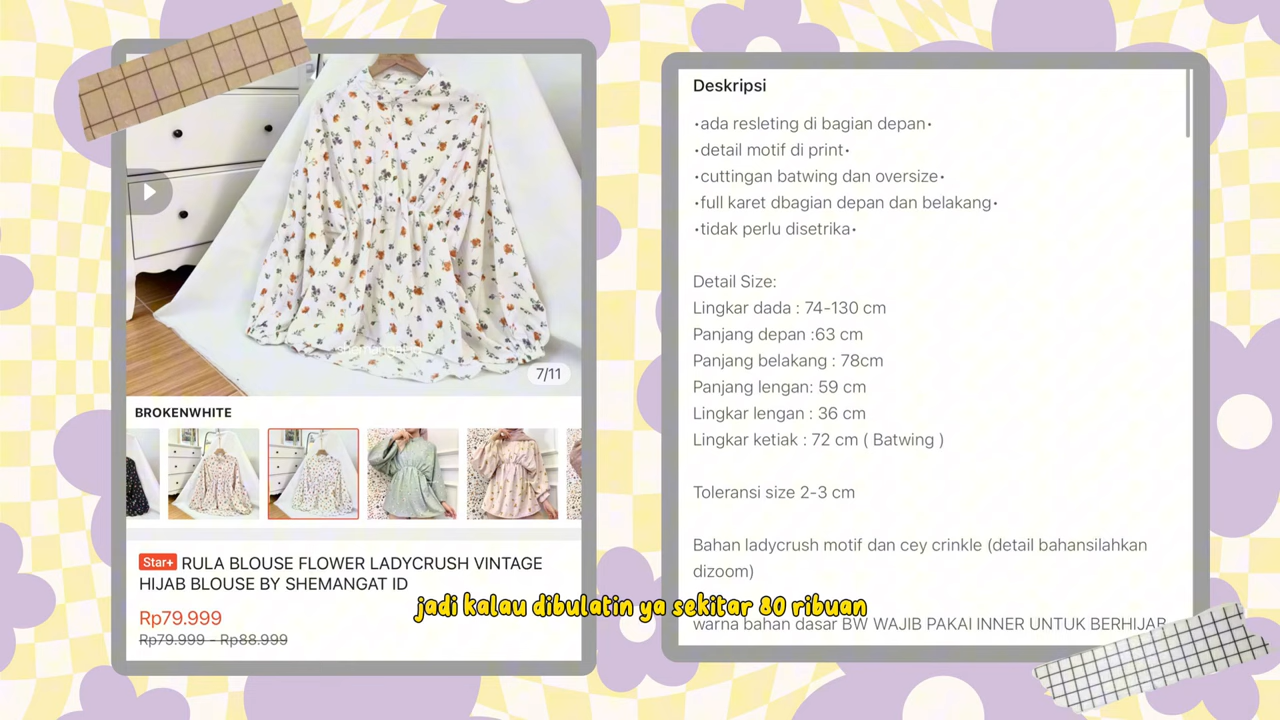 7/11
BROKENWHITE
Star+ RULA BLOUSE FLOWER LADYCRUSH VINTAGE
HIJAB BLOUSE BY SHEMANGAT ID
Rp79.999
Rp79.999 - Rp88.999
Deskripsi
•ada resleting di bagian depan•
•detail motif di print•
•cuttingan batwing dan oversize•
•full karet dbagian depan dan belakang•
•tidak perlu disetrika•
Detail Size:
Lingkar dada : 74-130 cm
Panjang depan :63 cm
Panjang belakang : 78cm
Panjang lengan: 59 cm
Lingkar lengan : 36 cm
Lingkar ketiak : 72 cm ( Batwing )
Toleransi size 2-3 cm
Bahan ladycrush motif dan cey crinkle (detail bahansilahkan
dizoom)
warna bahan dasar BW WAJIB PAKAI INNER UNTUK BERHIJAB
jadi kalau dibulatin ya sekitar 80 ribuan